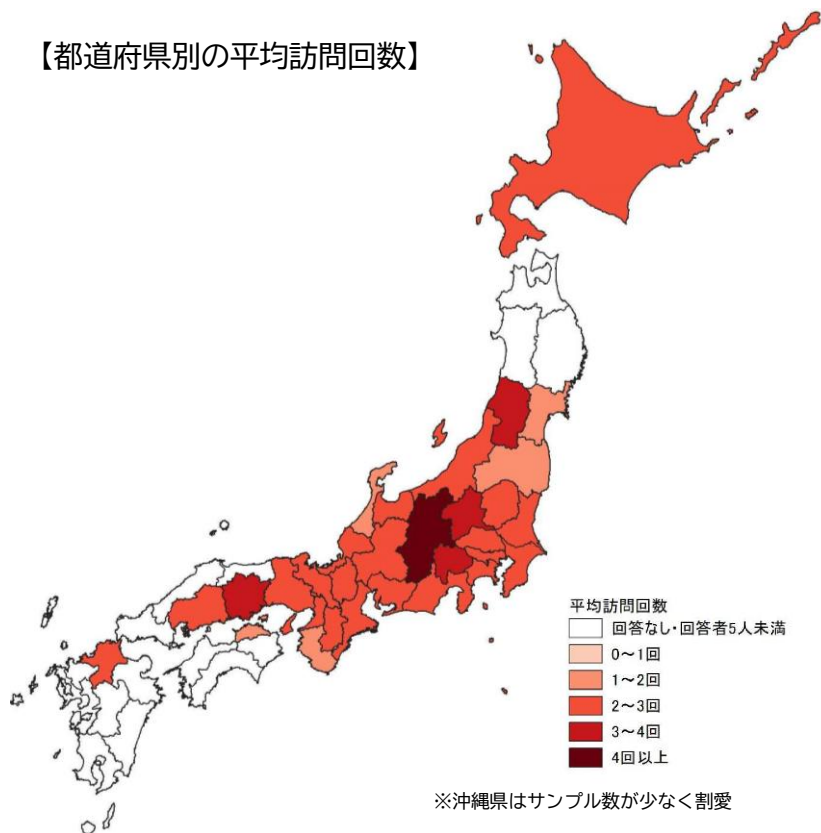 【都道府県別の平均訪問回数】
平均訪問回数
回答なし・回答者5人未満
0~1回
1~2回
2~3回
3~4回
4回以上
※沖縄県はサンプル数が少なく割愛